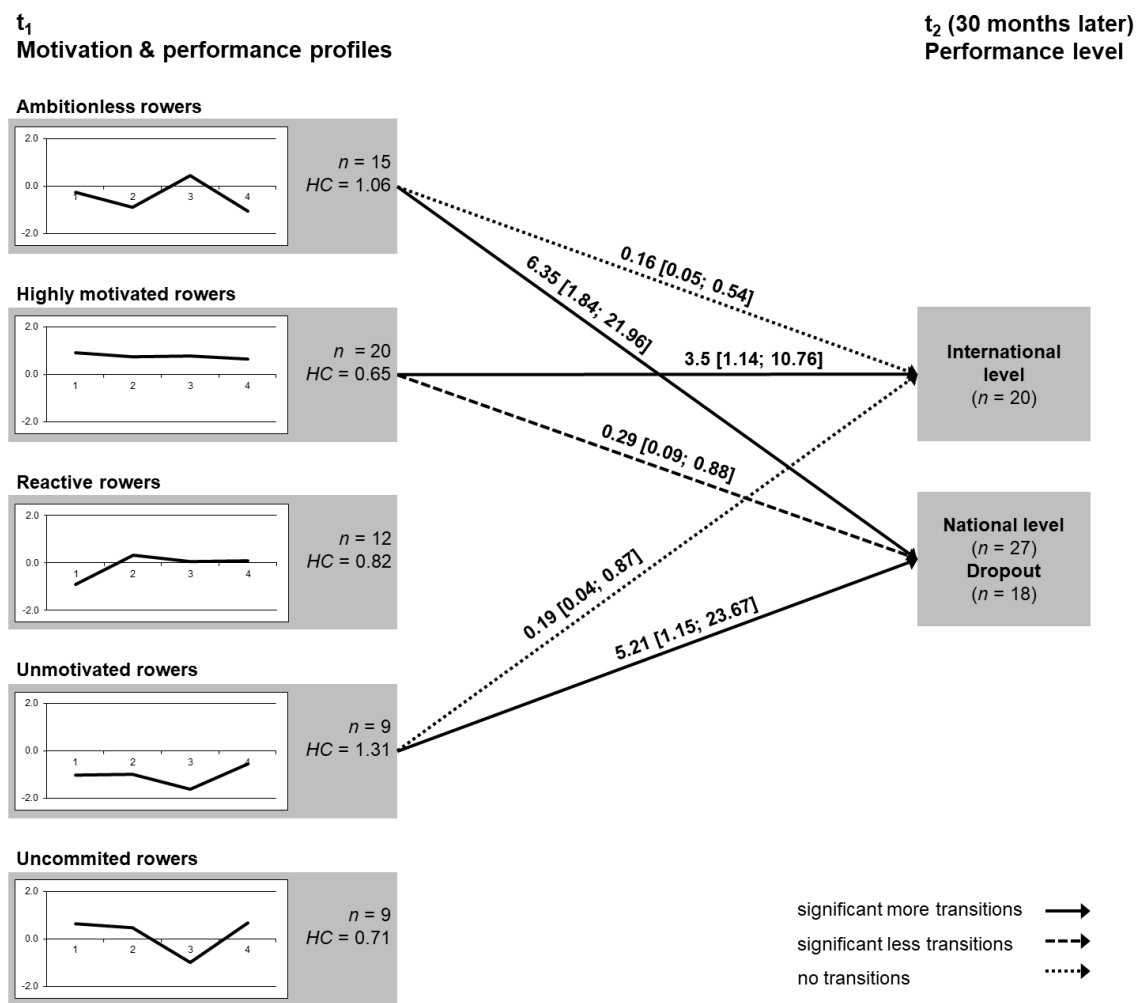 t1
Motivation & performance profiles
t2 (30 months later)
Performance level
Ambitionless rowers
2.0
0.0
-2.0
1
2
3
4
n = 15
HC = 1.06
Highly motivated rowers
2.0
0.0
-2.0
1
2
3
4
n = 20
HC = 0.65
Reactive rowers
2.0
0.0
-2.0
1
2
3
4
n = 12
HC = 0.82
Unmotivated rowers
2.0
0.0
-2.0
1
2
3
4
n = 9
HC = 1.31
Uncommited rowers
2.0
0.0
-2.0
1
2
3
4
n = 9
HC = 0.71
0.16 [0.05; 0.54]
6.35 [1.84; 21.96]
3.5 [1.14; 10.76]
0.29 [0.09; 0.88]
0.19 [0.04; 0.87]
5.21 [1.15; 23.67]
International
level
(n = 20)
National level
(n = 27)
Dropout
(n = 18)
significant more transitions
significant less transitions
no transitions